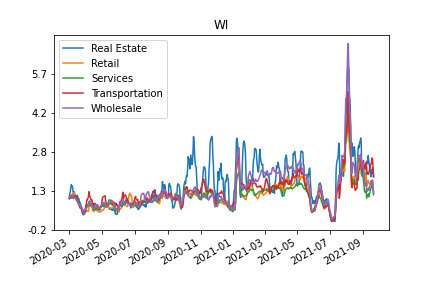 WI
Real Estate
Retail
Services
Transportation
Wholesale
5.7
4.2
2.8
1.3
-0.2
2020-03
2020-05
2020-07
2020-09
2020-11
2021-01
2021-03
2021-05
2021-07
2021-09